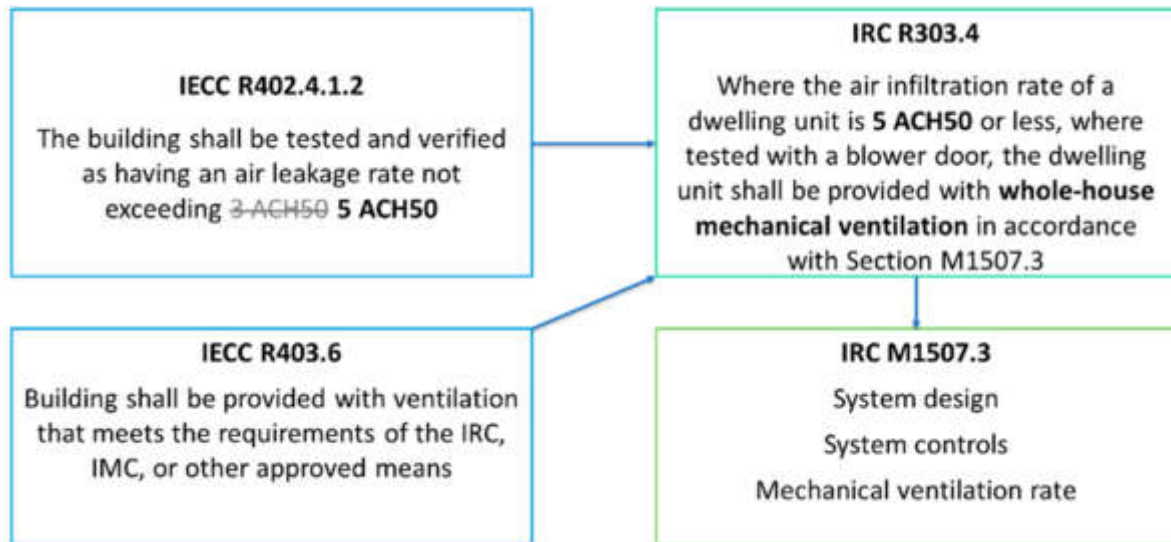 IECC R402.4.1.2
The building shall be tested and verified
as having an air leakage rate not
exceeding 3 ACH50 5 ACH50
IRC R303.4
Where the air infiltration rate of a
dwelling unit is 5 ACH50 or less, where
tested with a blower door, the dwelling
unit shall be provided with whole-house
mechanical ventilation in accordance
with Section M1507.3
IECC R403.6
Building shall be provided with ventilation
that meets the requirements of the IRC,
IMC, or other approved means
IRC M1507.3
System design
System controls
Mechanical ventilation rate